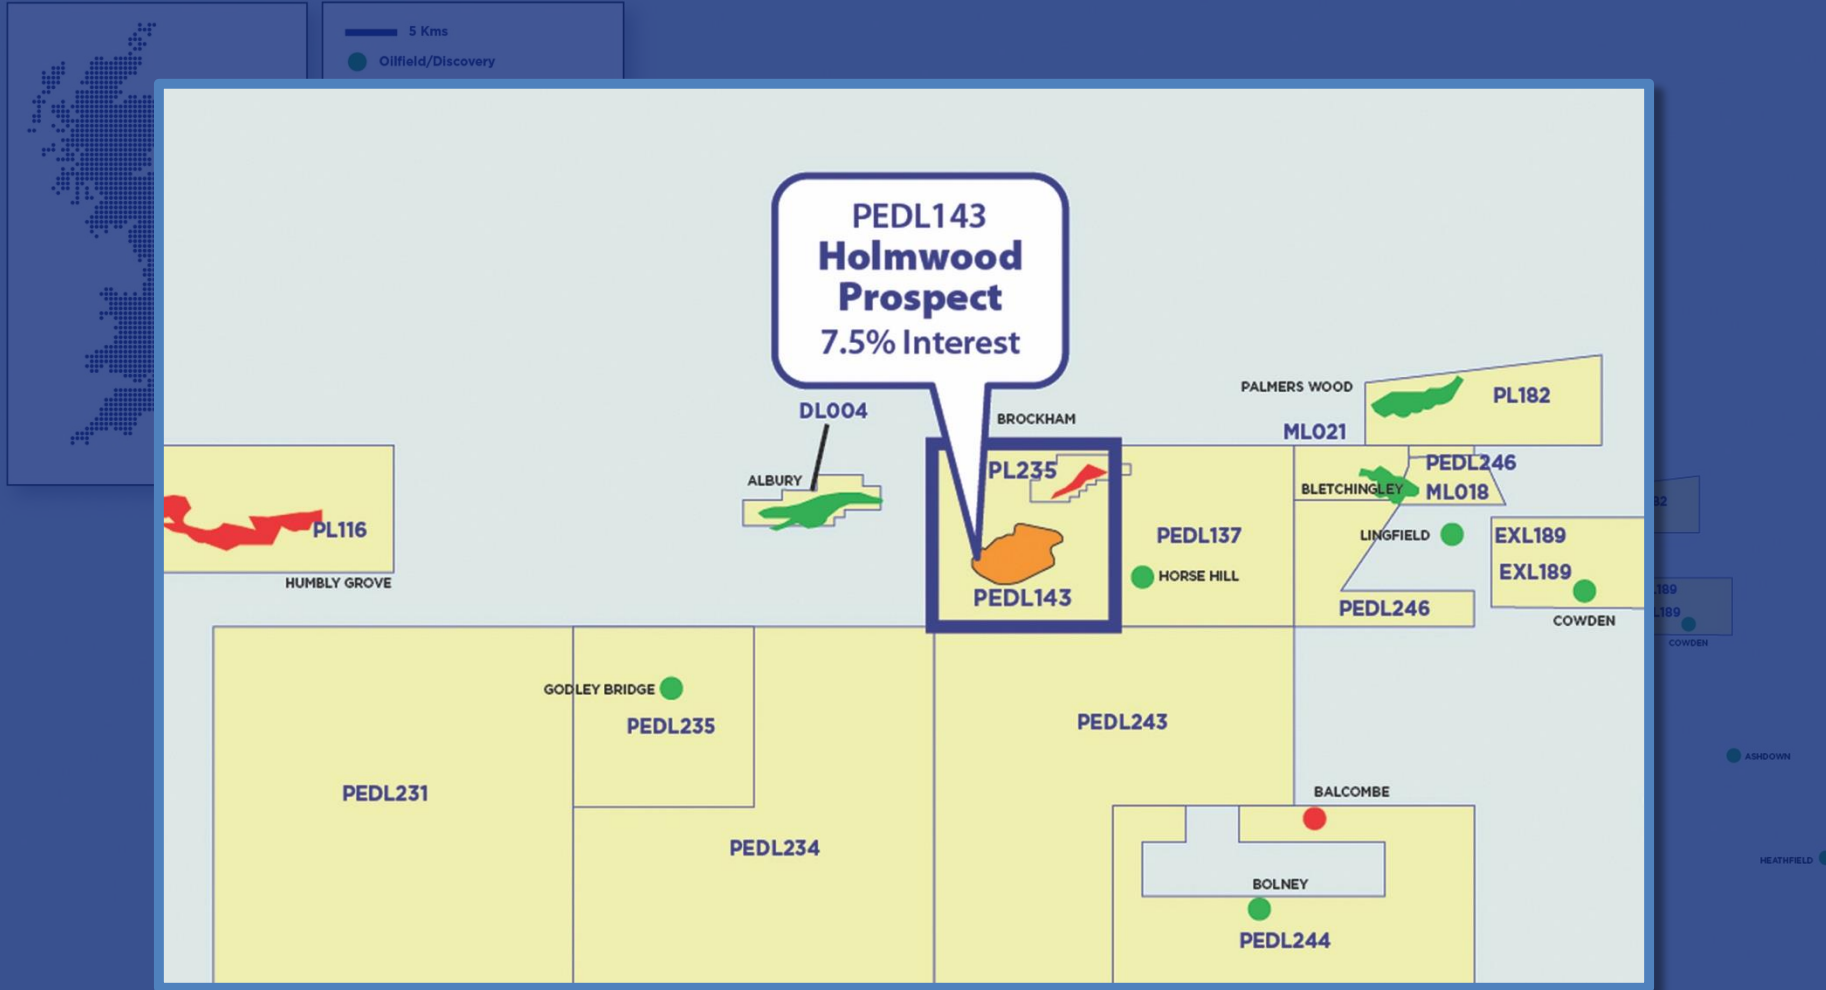 5 Kms
Oilfield/Discovery
PEDL143
Holmwood
Prospect
7.5% Interest
PALMERS WOOD
PL182
DL004
BROCKHAM
ML021
PEDL246
ALBURY
PL235
BLETCHINGLEY
ML018
PL116
PEDL137
LINGFIELD
EXL189
HORSE HILL
EXL189
HUMBLY GROVE
PEDL143
PEDL246
COWDEN
COWDEN
GODLEY BRIDGE
PEDL235
PEDL243
ASHDOWN
PEDL231
BALCOMBE
PEDL234
HEATHFIELD
BOLNEY
PEDL244